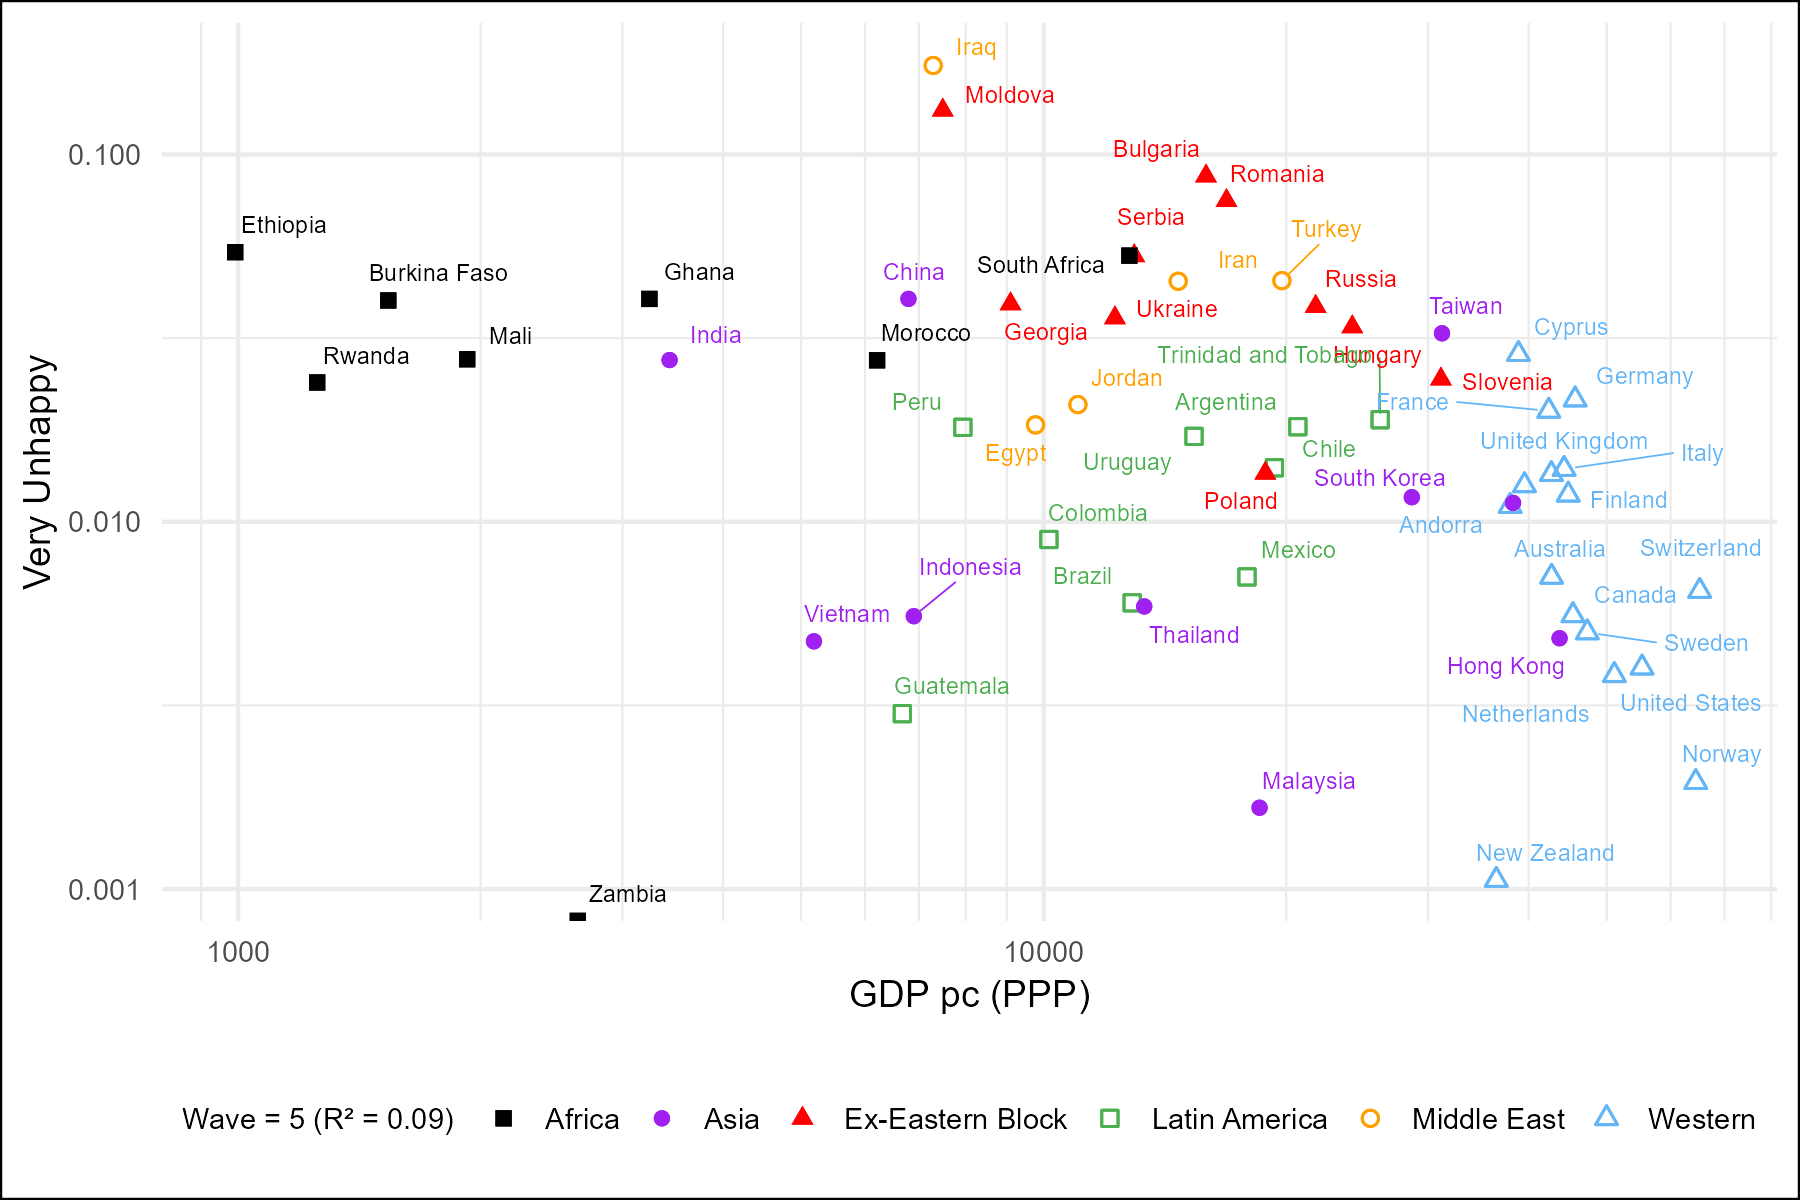 Iraq
Moldova
Bulgaria
0.100
Romania
Serbia
Ethiopia
Turkey
Iran
South Africa
China
Burkina Faso
Ghana
Russia
Taiwan
Ukraine
Cyprus
Georgia
Morocco
India
Mali
Rwanda
Trinidad and Tobago
Hungary
Jordan
Slovenia
Germany
Peru
Argentina
France
United Kingdom
Chile
Egypt
Italy
Uruguay
South Korea
Poland
Finland
Colombia
0.010
Andorra
Very Unhappy
Mexico
Australia
Switzerland
Indonesia
Brazil
Canada
Vietnam
Thailand
Sweden
Hong Kong
Guatemala
United States
Netherlands
Norway
Malaysia
New Zealand
0.001
Zambia
1000
10000
GDP pc (PPP)
Wave = 5 (R² = 0.09) Africa Asia Ex-Eastern Block Latin America Middle East Western